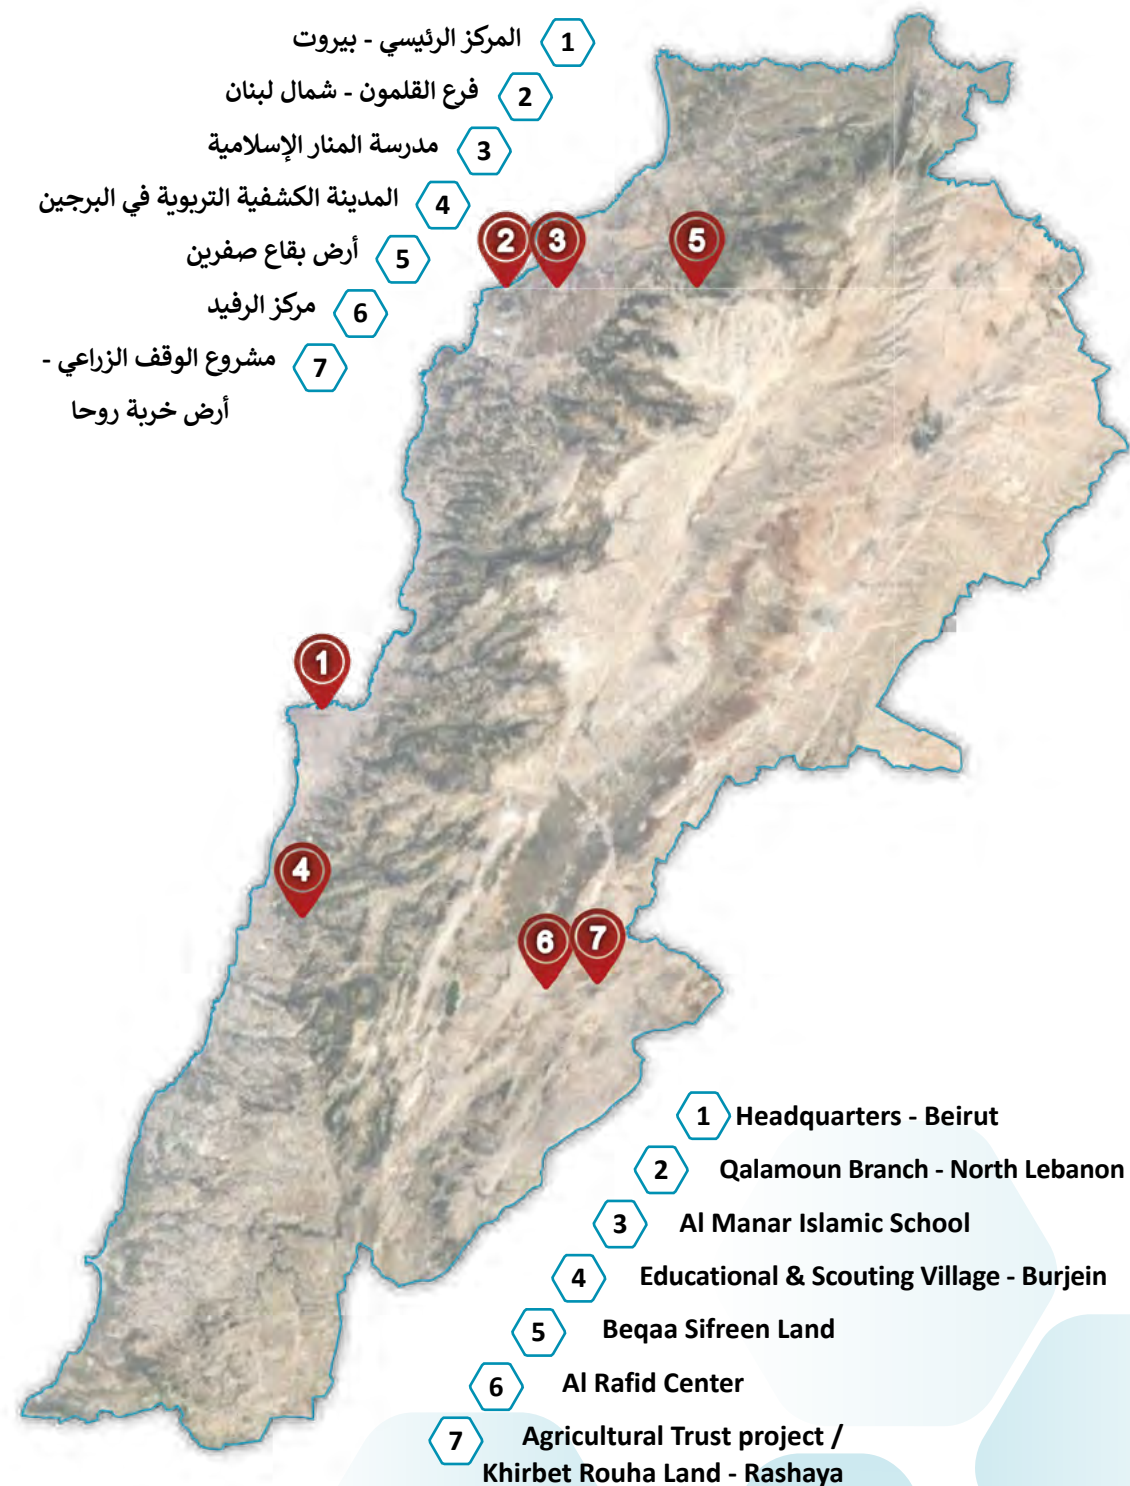 1 المركز الرئيسي - بيروت
2 فرع القلمون - شمال لبنان
3 مدرسة المنار الإسلامية
4 المدينة الكشفية التربوية في البرجين
5 أرض بقاع صفرين
6 مركز الرفيد
7 مشروع الوقف الزراعي -
أرض خربة روحا
2 3 5
1
4
6 7
1 Headquarters - Beirut
2 Qalamoun Branch - North Lebanon
3 Al Manar Islamic School
4 Educational & Scouting Village - Burjein
5 Beqaa Sifreen Land
6 Al Rafid Center
7 Agricultural Trust project /
Khirbet Rouha Land - Rashaya